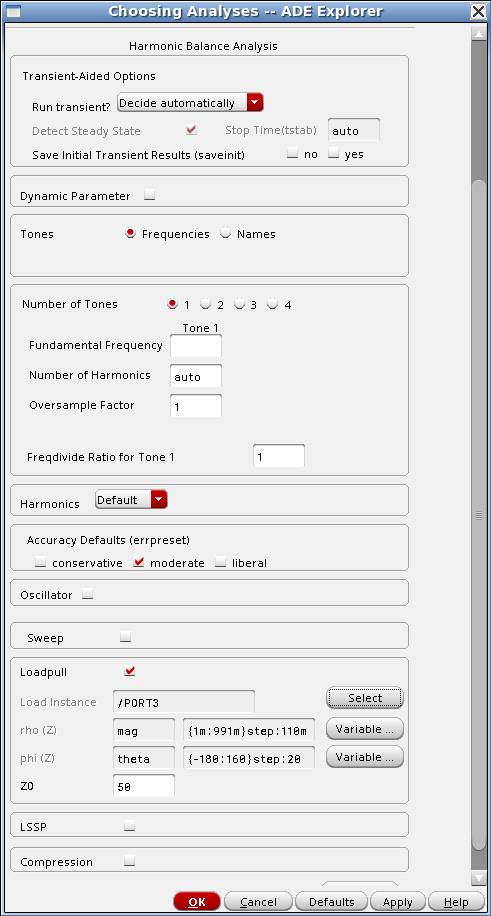 Choosing Analyses -- ADE Explorer
Harmonic Balance Analysis
Transient-Aided Options
Run transient? Decide automatically
Detect Steady State Stop Time(tstab) auto
Save Initial Transient Results (saveinit) no yes
Dynamic Parameter
Tones Frequencies Names
Number of Tones 1 2 3 4
Tone 1
Fundamental Frequency
Number of Harmonics auto
Oversample Factor 1
Freqdivide Ratio for Tone 1 1
Harmonics Default
Accuracy Defaults (errpreset)
conservative moderate liberal
Oscillator
Sweep
Loadpull
Load Instance /PORT3 Select
rho (Z) mag {1m:991m}step:110m Variable ...
phi (Z) theta {-180:160}step:20 Variable ...
Z0 50
LSSP
Compression
OK Cancel Defaults Apply Help